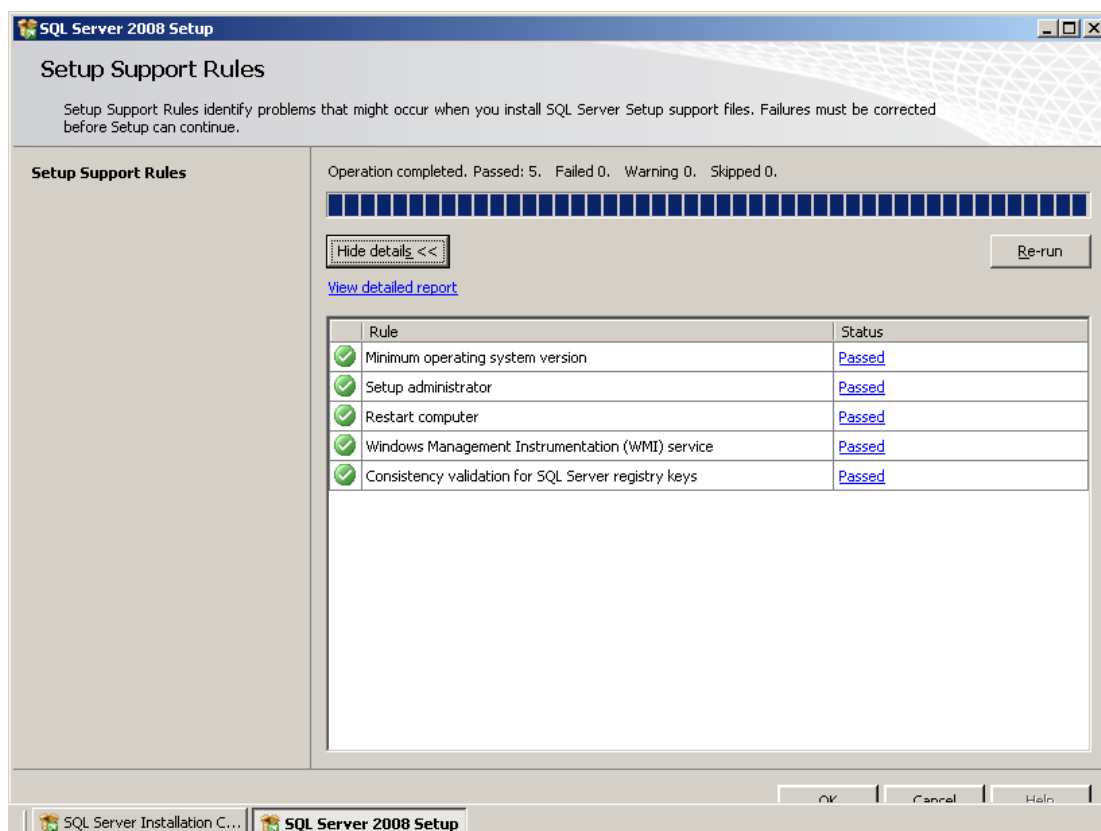 SQL Server 2008 Setup
Setup Support Rules
Setup Support Rules identify problems that might occur when you install SQL Server Setup support files. Failures must be corrected
before Setup can continue.
Setup Support Rules
Operation completed. Passed: 5. Failed 0. Warning 0. Skipped 0.
Hide details <<
Re-run
View detailed report
Rule Status
Minimum operating system version Passed
Setup administrator Passed
Restart computer Passed
Windows Management Instrumentation (WMI) service Passed
Consistency validation for SQL Server registry keys Passed
OK Cancel Help
SQL Server Installation C... SQL Server 2008 Setup